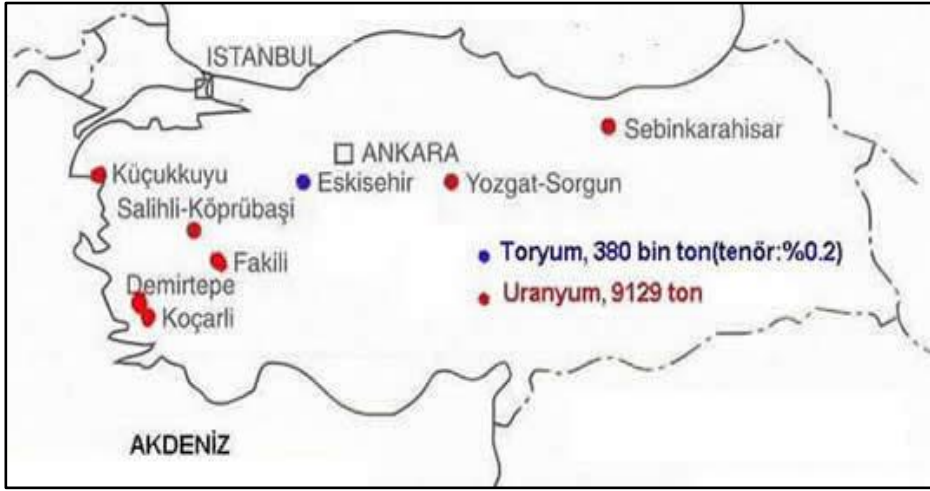 ISTANBUL
Sebinkarahisar
ANKARA
Küçukkuyu
Eskisehir
Yozgat-Sorgun
Salihli-Köprübaşi
Toryum, 380 bin ton(tenör:%0.2)
Fakili
Demirtepe
Uranyum, 9129 ton
Koçarli
AKDENİZ